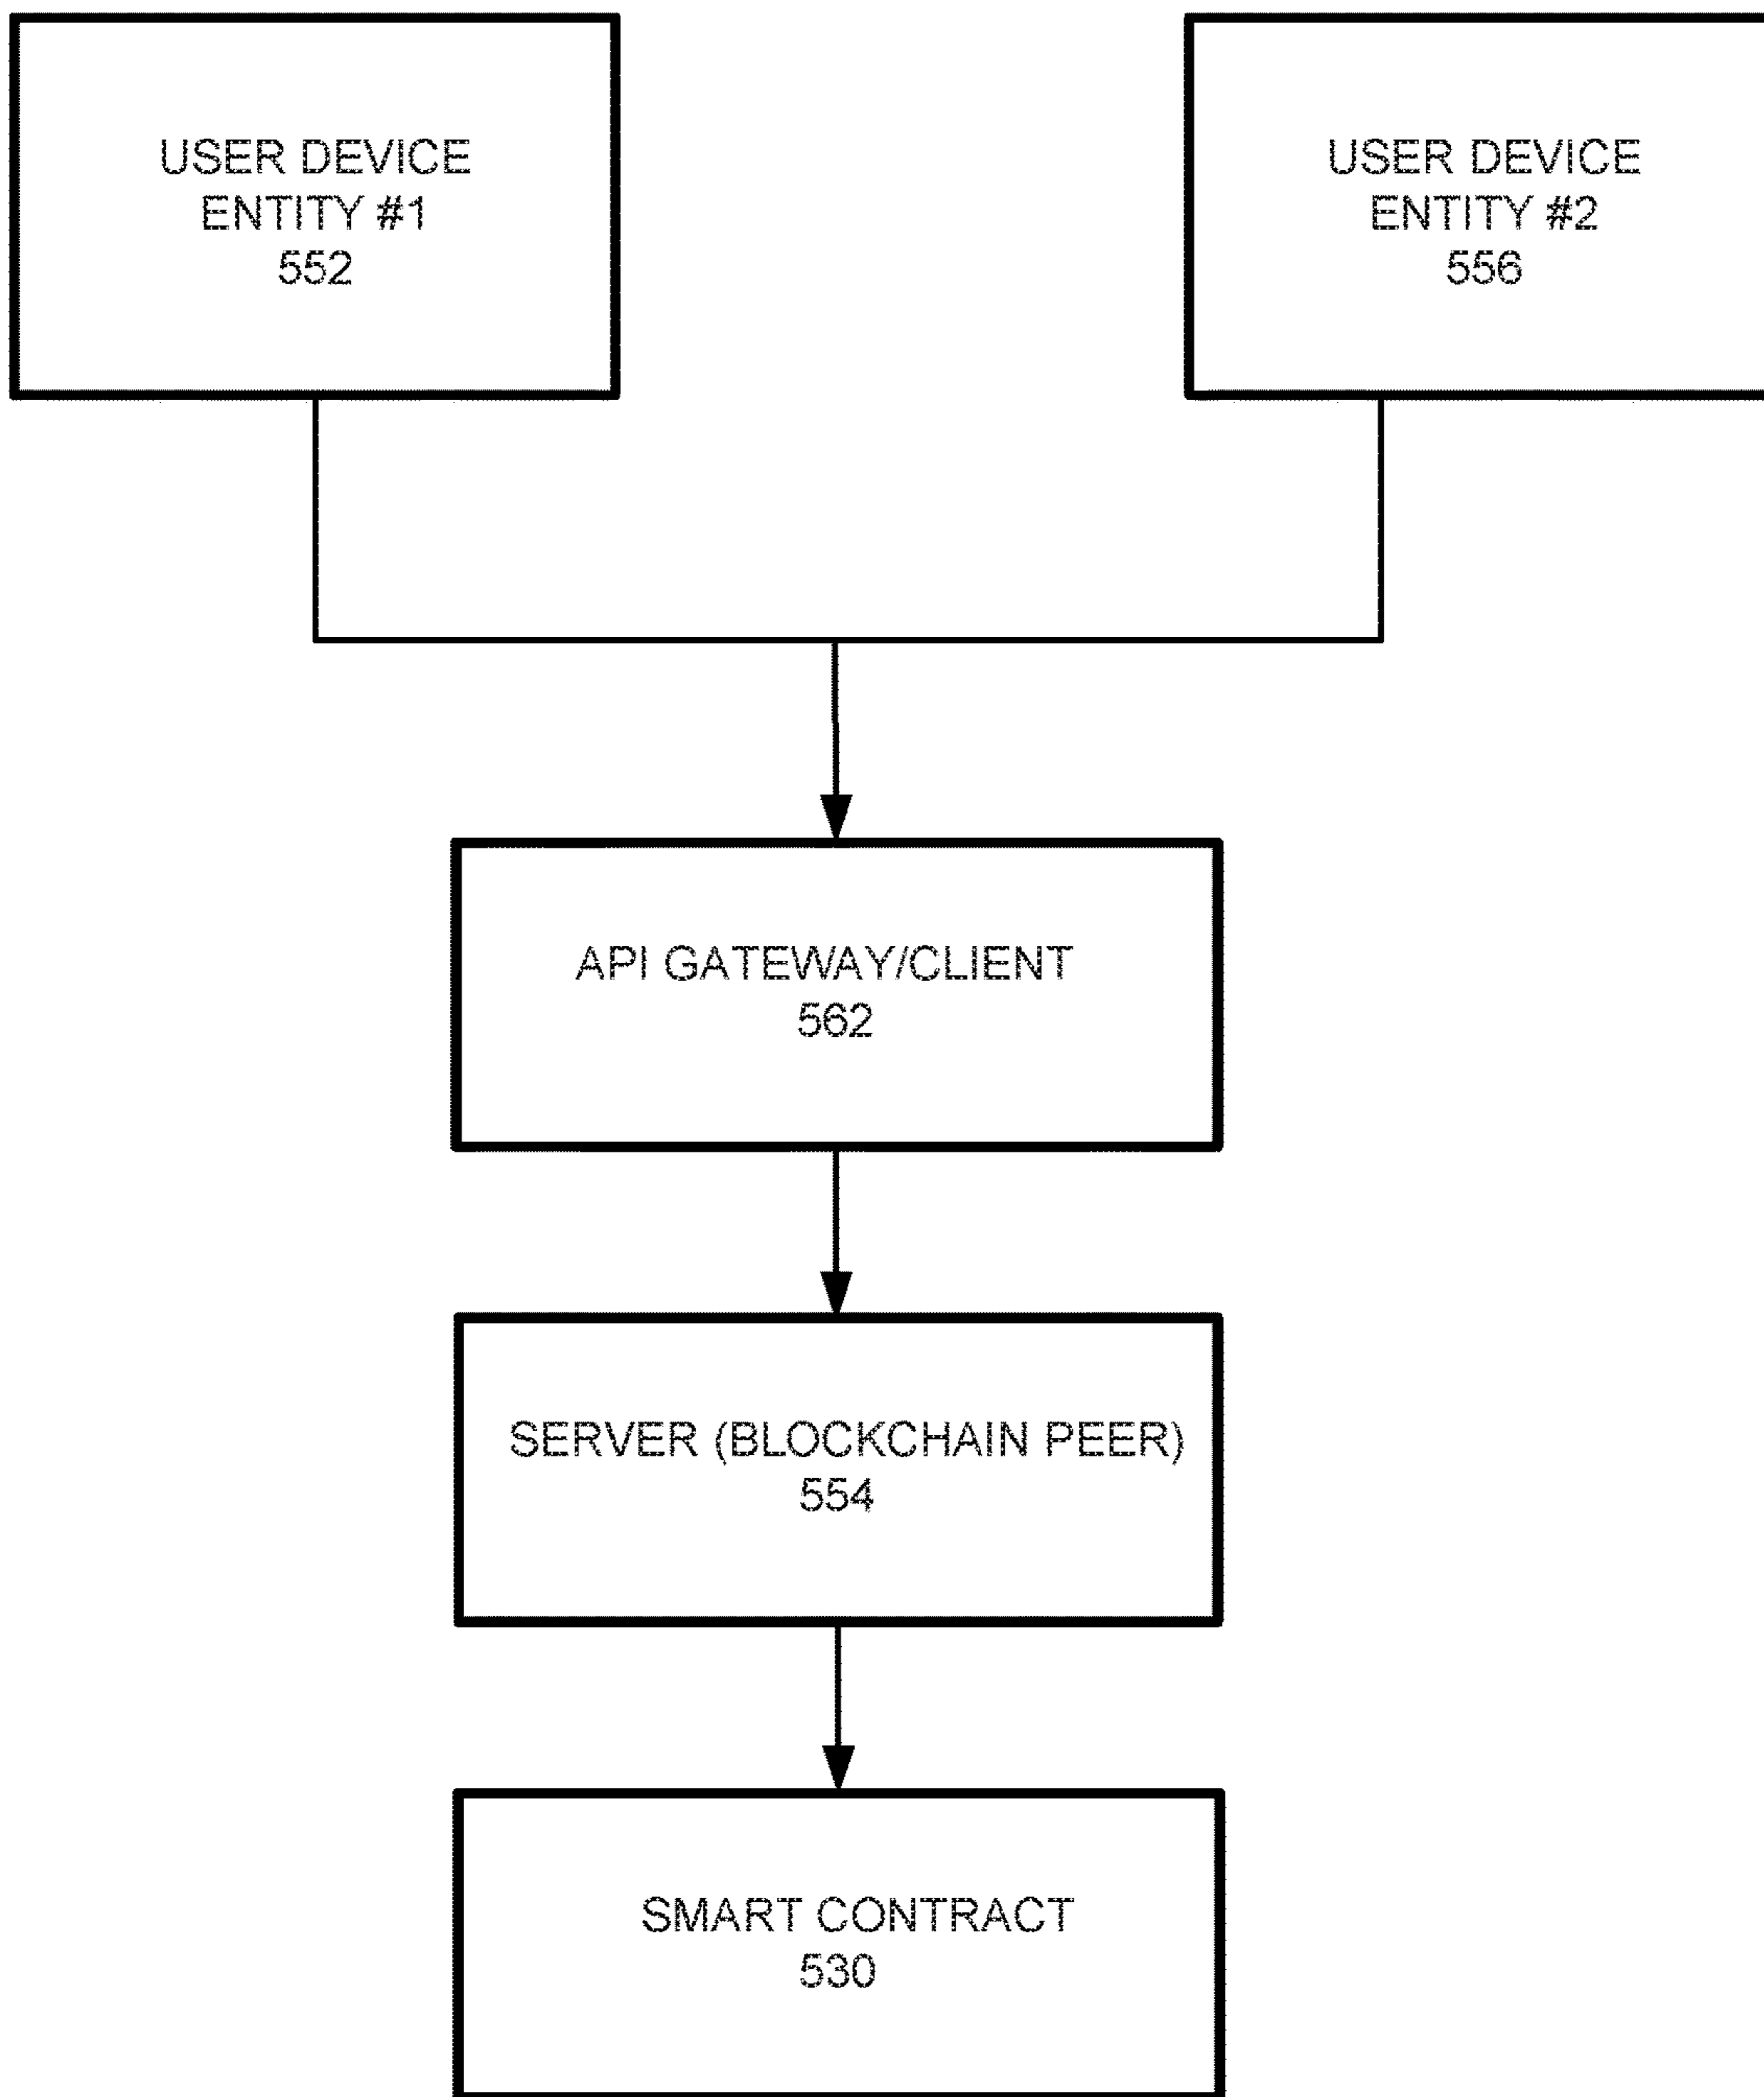 USER DEVICE
ENTITY #1
552
USER DEVICE
ENTITY #2
556
API GATEWAY/CLIENT
562
SERVER (BLOCKCHAIN PEER)
554
SMART CONTRACT
530